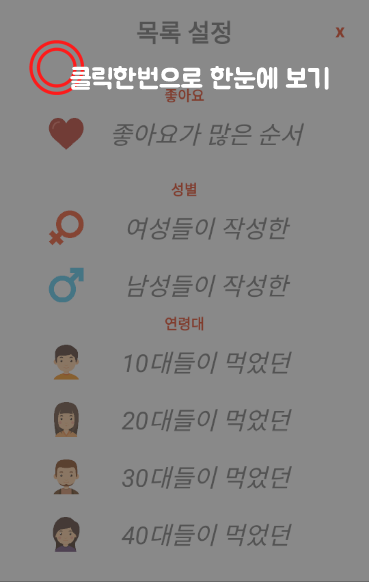 목록 설정
x
클릭한번으로 한눈에 보기
좋아요
좋아요가 많은 순서
성별
여성들이 작성한
남성들이 작성한
연령대
10대들이 먹었던
20대들이 먹었던
30대들이 먹었던
40대들이 먹었던